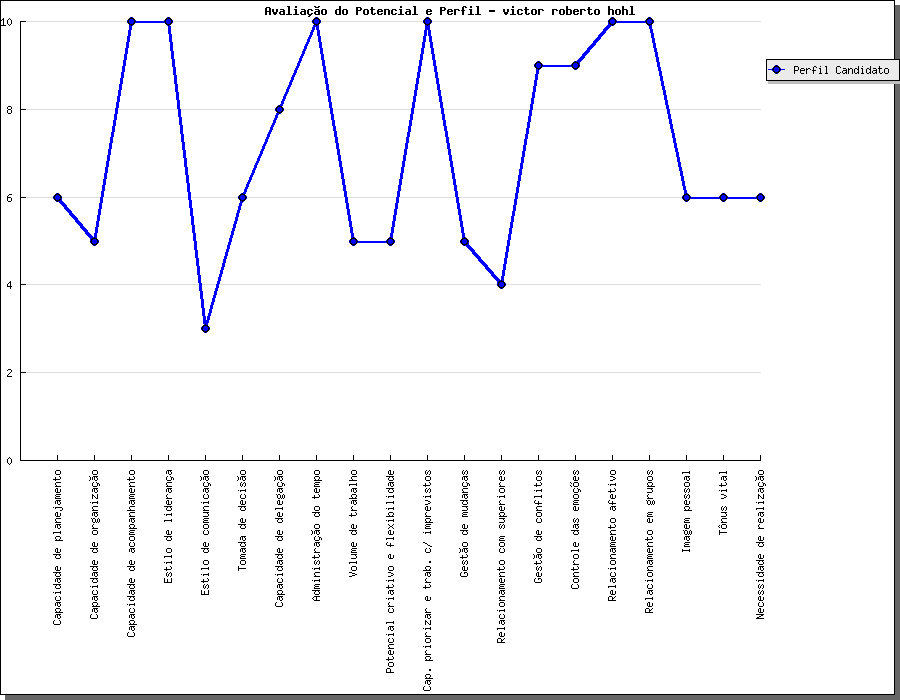 Avaliação do Potencial e Perfil - victor roberto hohl
Perfil Candidato
10
8
6
4
2
0
Capacidade de planejamento
Capacidade de organização
Capacidade de acompanhamento
Estilo de liderança
Estilo de comunicação
Tomada de decisão
Capacidade de delegação
Administração do tempo
Volume de trabalho
Potencial criativo e flexibilidade
Cap. priorizar e trab. c/ imprevistos
Gestão de mudanças
Relacionamento com superiores
Gestão de conflitos
Controle das emoções
Relacionamento afetivo
Relacionamento em grupos
Imagem pessoal
Tônus vital
Necessidade de realização